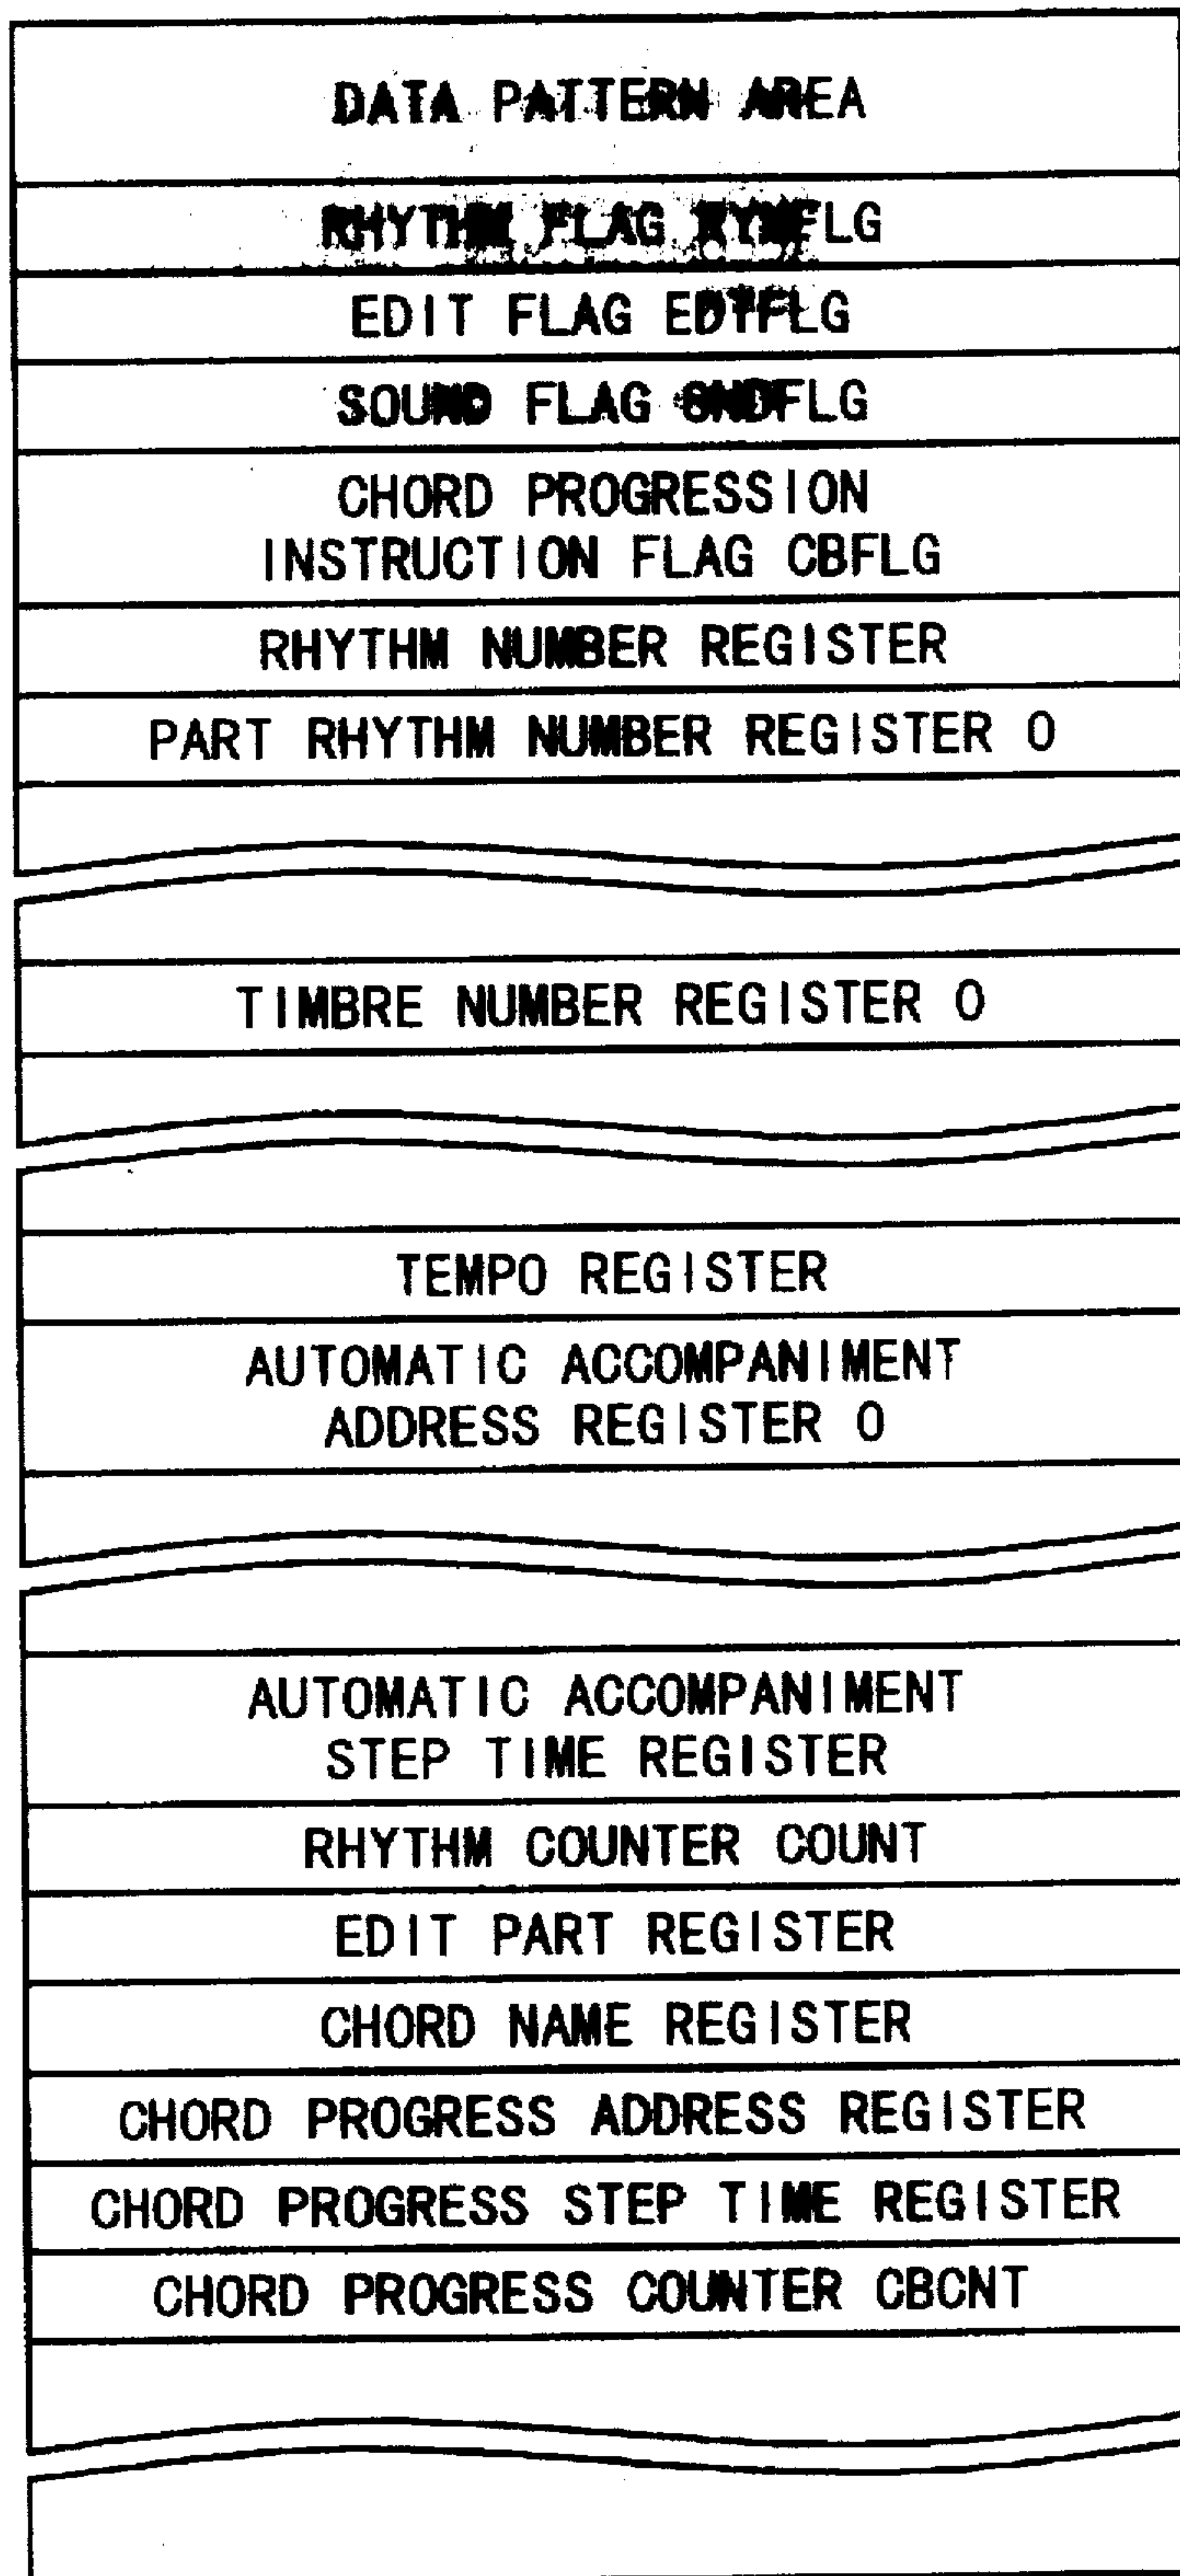 DATA PATTERN AREA
RHYTHM FLAG RYMFLG
EDIT FLAG EDTFLG
SOUND FLAG SNDFLG
CHORD PROGRESSION
INSTRUCTION FLAG CBFLG
RHYTHM NUMBER REGISTER
PART RHYTHM NUMBER REGISTER 0
TIMBRE NUMBER REGISTER 0
TEMPO REGISTER
AUTOMATIC ACCOMPANIMENT
ADDRESS REGISTER 0
AUTOMATIC ACCOMPANIMENT
STEP TIME REGISTER
RHYTHM COUNTER COUNT
EDIT PART REGISTER
CHORD NAME REGISTER
CHORD PROGRESS ADDRESS REGISTER
CHORD PROGRESS STEP TIME REGISTER
CHORD PROGRESS COUNTER CBCNT